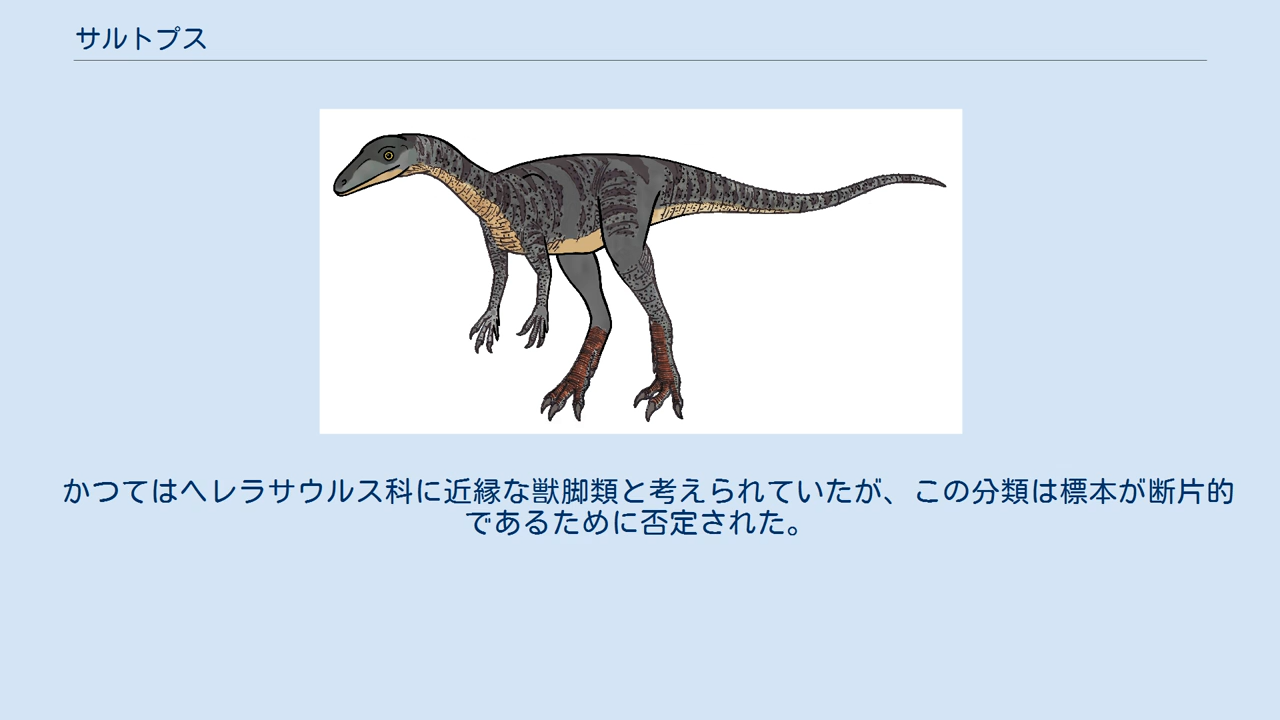 サルトプス
かつてはヘレラサウルス科に近縁な獣脚類と考えられていたが、この分類は標本が断片的
であるために否定された。